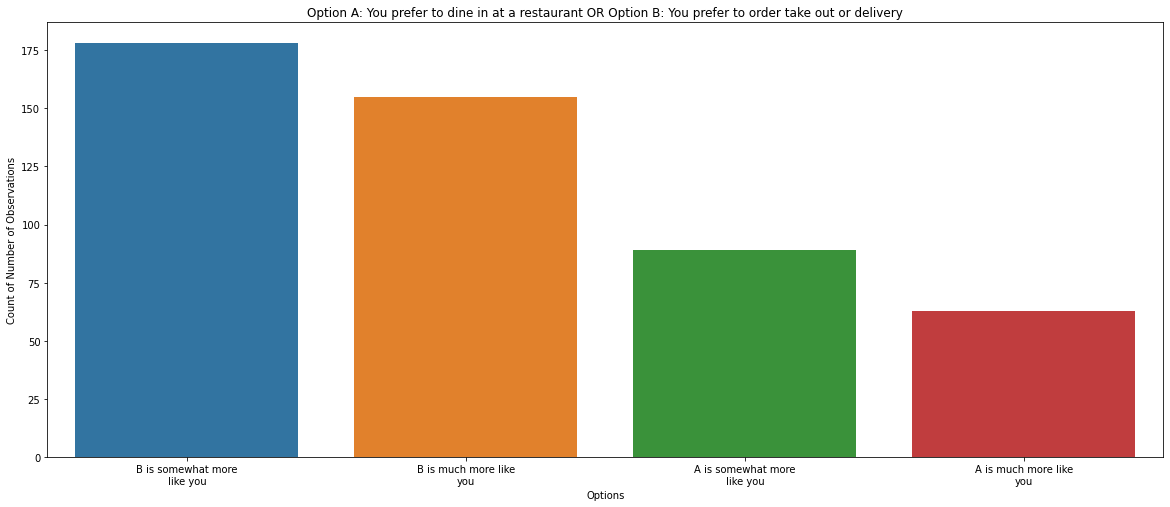 Option A: You prefer to dine in at a restaurant OR Option B: You prefer to order take out or delivery
Count of Number of Observations
175
150
125
100
75
50
25
0
B is somewhat more
like you
B is much more like
you
A is somewhat more
like you
A is much more like
you
Options